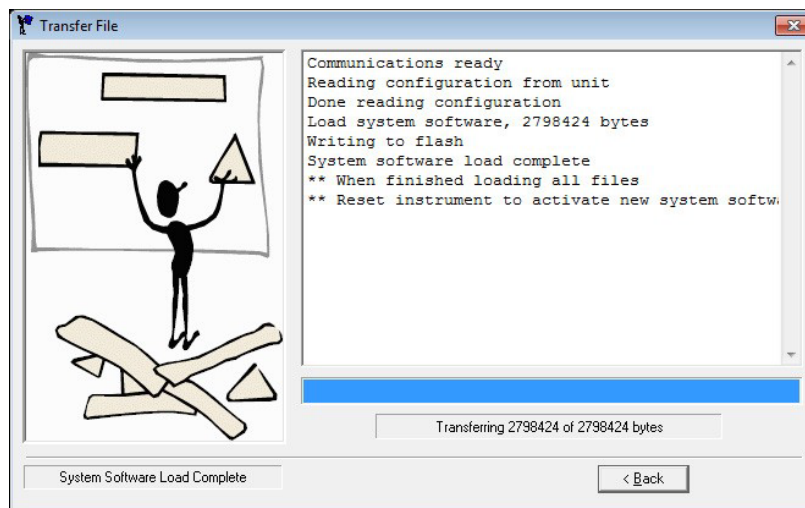 Transfer File
Communications ready
Reading configuration from unit
Done reading configuration
Load system software, 2798424 bytes
Writing to flash
System software load complete
** When finished loading all files
** Reset instrument to activate new system softw
Transferring 2798424 of 2798424 bytes
System Software Load Complete
< Back